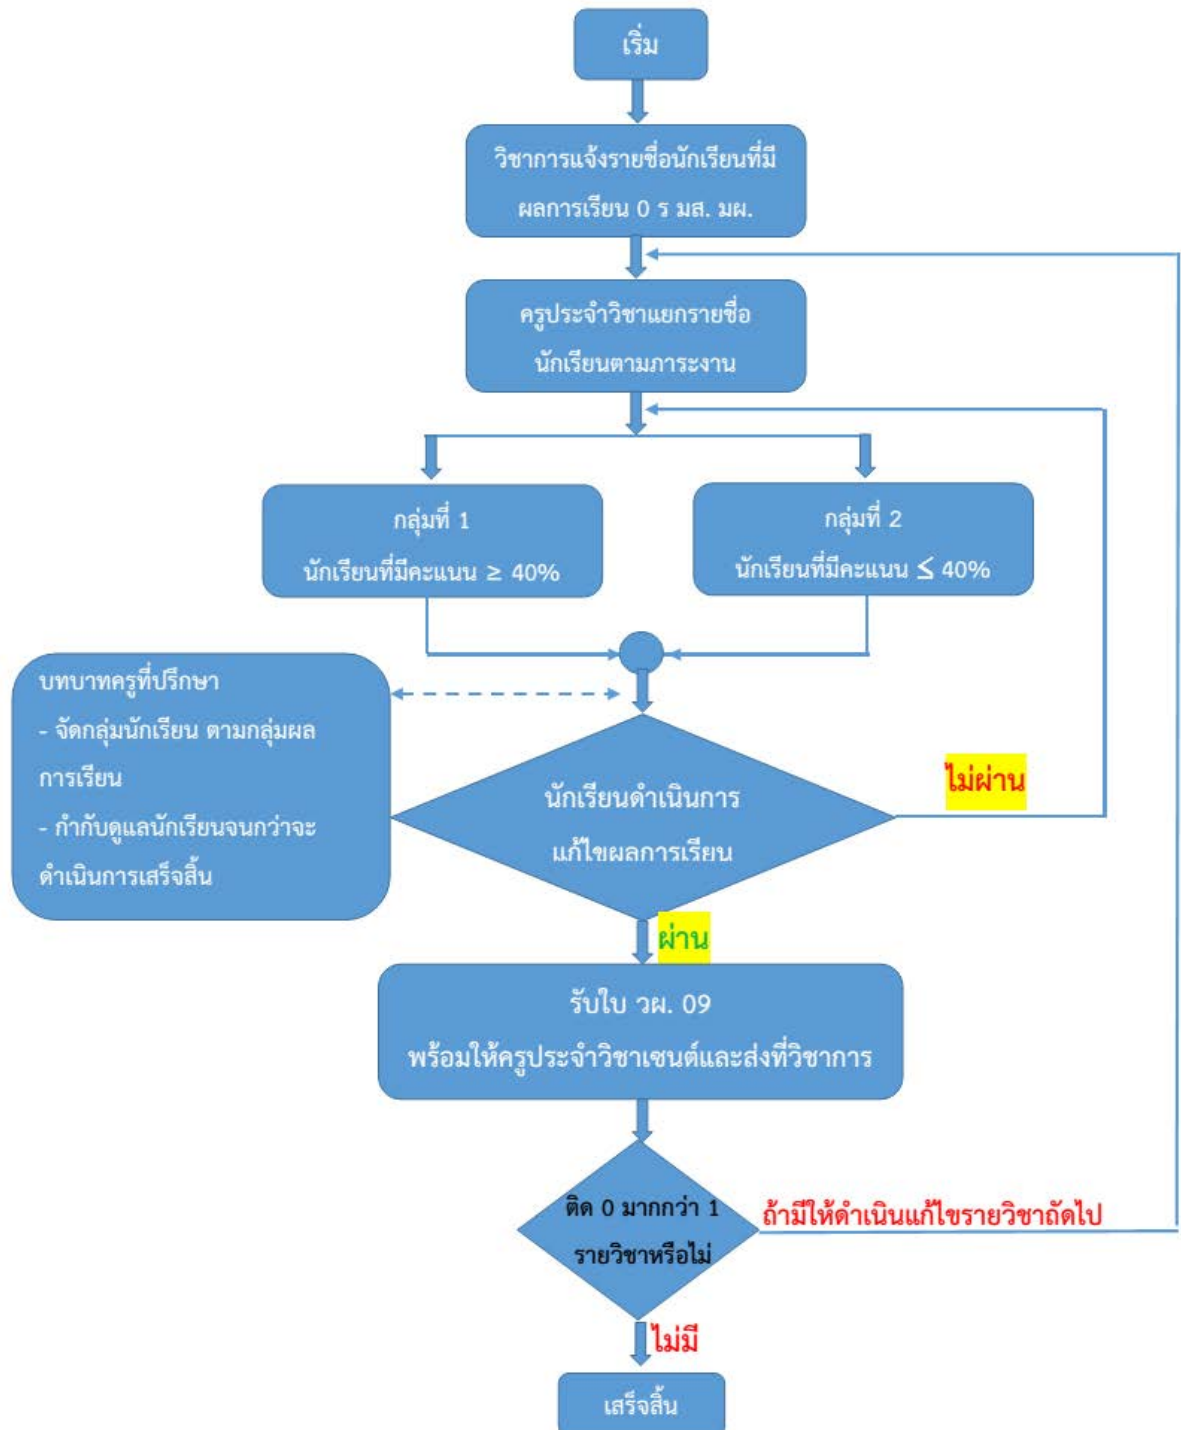 เริ่ม
วิชาการแจ้งรายชื่อนักเรียนที่มี
ผลการเรียน 0 ร มส. มผ.
ครูประจำวิชาแยกรายชื่อ
นักเรียนตามภาระงาน
กลุ่มที่ 1
นักเรียนที่มีคะแนน ≥ 40%
กลุ่มที่ 2
นักเรียนที่มีคะแนน ≤ 40%
บทบาทครูที่ปรึกษา
- จัดกลุ่มนักเรียน ตามกลุ่มผล
การเรียน
- กำกับดูแลนักเรียนจนกว่าจะ
ดำเนินการเสร็จสิ้น
นักเรียนดำเนินการ
แก้ไขผลการเรียน
ไม่ผ่าน
ผ่าน
รับใบ วผ. 09
พร้อมให้ครูประจำวิชาเซนต์และส่งที่วิชาการ
ติด 0 มากกว่า 1
รายวิชาหรือไม่
ถ้ามีให้ดำเนินแก้ไขรายวิชาถัดไป
ไม่มี
เสร็จสิ้น